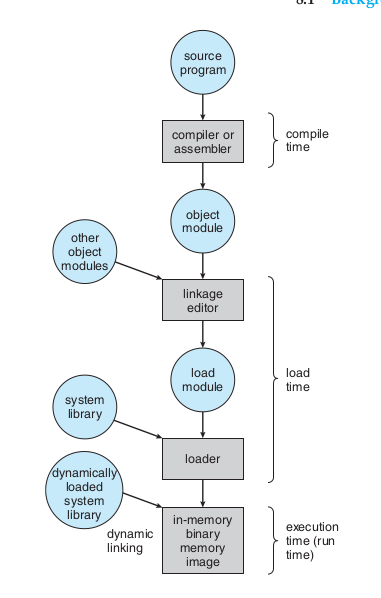 8.1 Backgr
source
program
compiler or
assembler
compile
time
object
module
other
object
modules
linkage
editor
load
module
load
time
system
library
loader
dynamically
loaded
system
library
dynamic
linking
in-memory
binary
memory
image
execution
time (run
time)